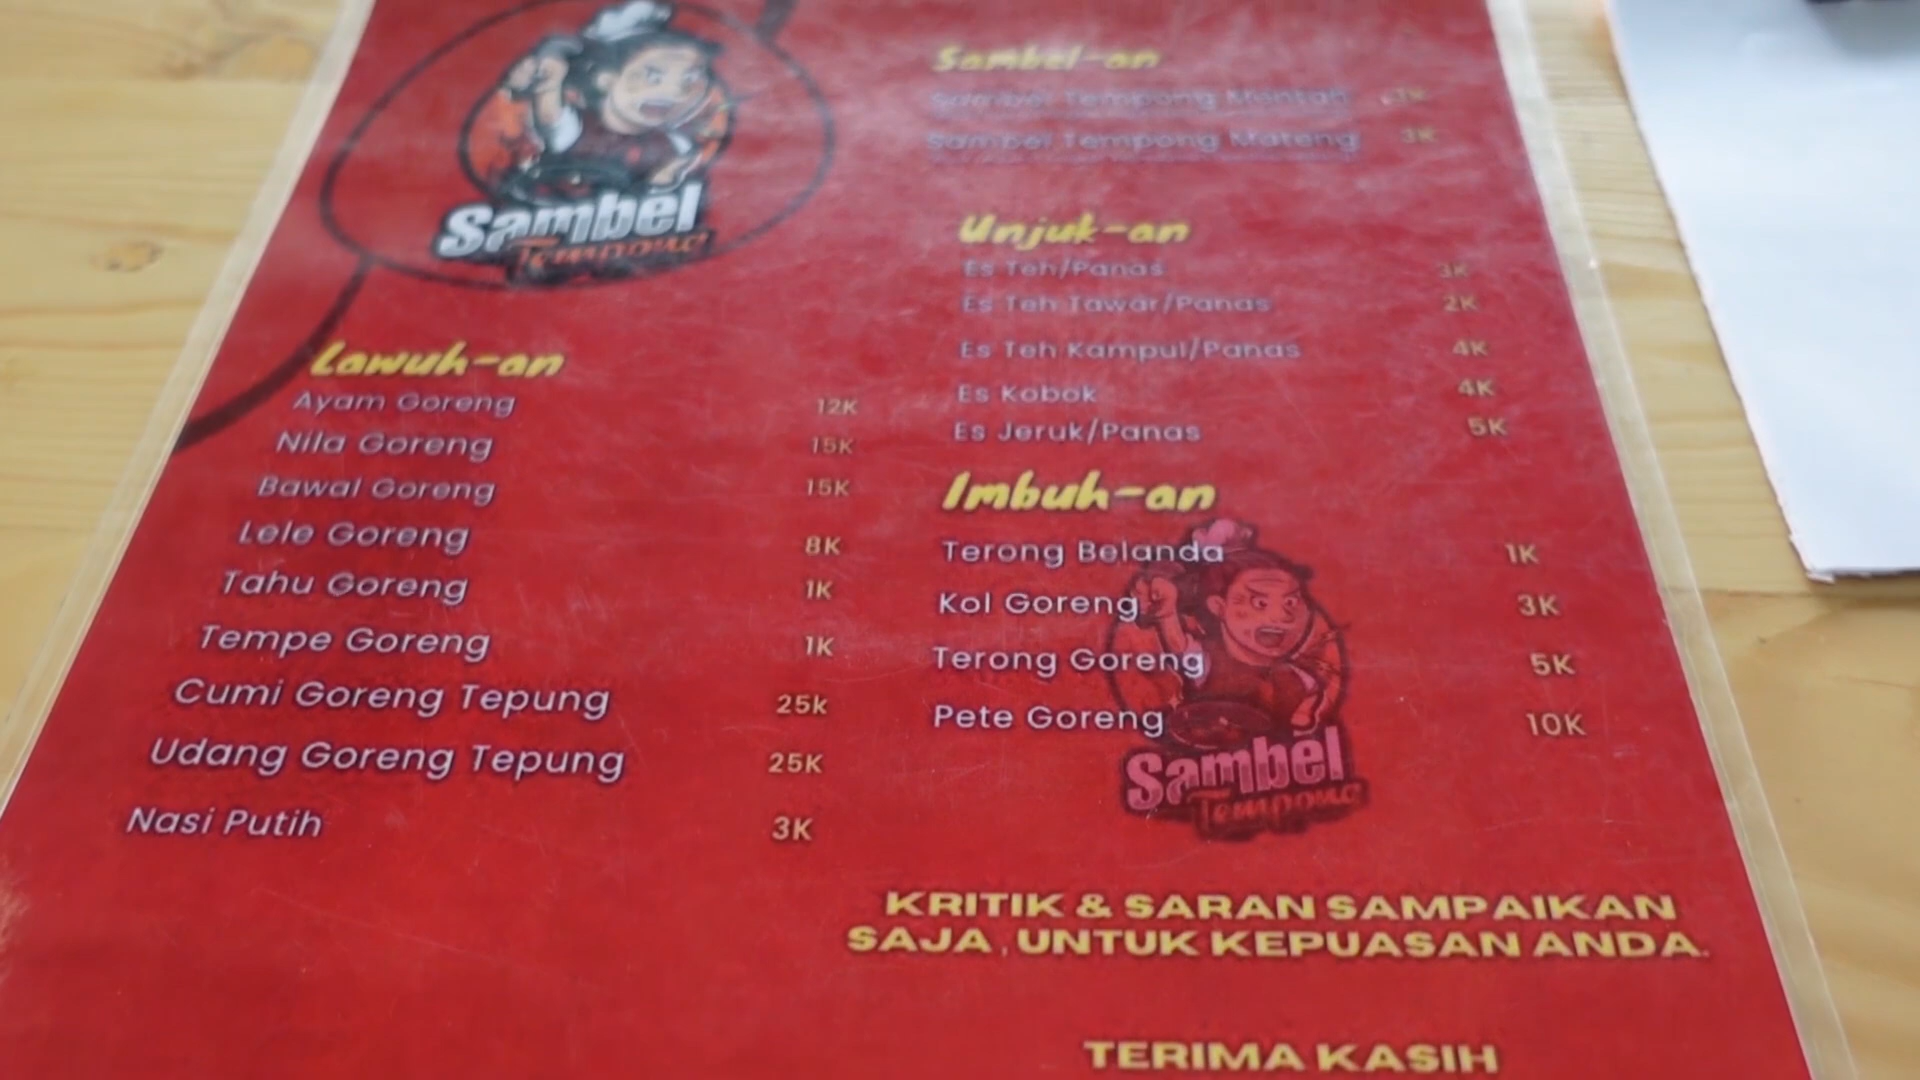 Sambel
Tempong
Lawuh-an
Ayam Goreng 12K
Nila Goreng 15K
Bawal Goreng 15K
Lele Goreng 8K
Tahu Goreng 1K
Tempe Goreng 1K
Cumi Goreng Tepung 25k
Udang Goreng Tepung 25K
Nasi Putih 3K
Sambel-an
Sambel Tempong Mentah
Sambel Tempong Mateng 3K
Unjuk-an
Es Teh/Panas 3K
Es Teh Tawar/Panas 2K
Es Teh Kampul/Panas 4K
Es Kobok 4K
Es Jeruk/Panas 5K
Imbuh-an
Terong Belanda 1K
Kol Goreng 3K
Terong Goreng 5K
Pete Goreng 10K
Sambel
Tempong
KRITIK & SARAN SAMPAIKAN
SAJA , UNTUK KEPUASAN ANDA.
TERIMA KASIH